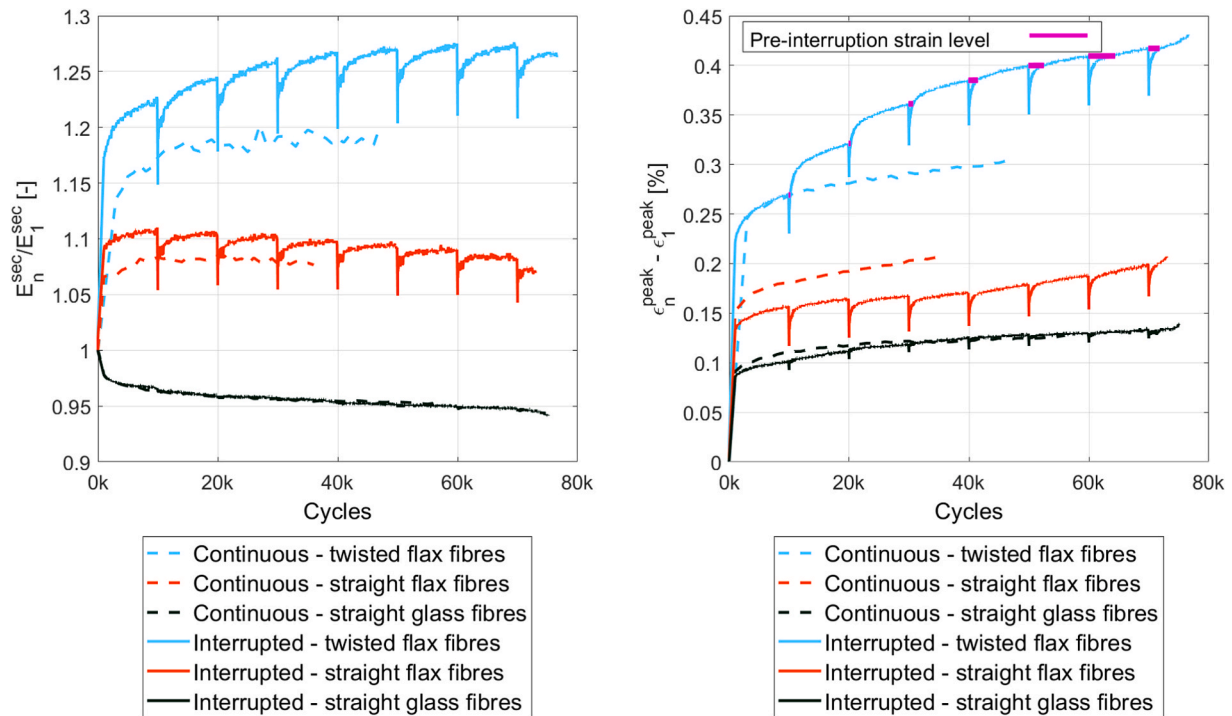 1.3
1.25
1.2
1.15
1.1
1.05
1
0.95
0.9
E_n^sec/E_1^sec [-]
0k 20k 40k 60k 80k
Cycles
Continuous - twisted flax fibres
Continuous - straight flax fibres
Continuous - straight glass fibres
Interrupted - twisted flax fibres
Interrupted - straight flax fibres
Interrupted - straight glass fibres
0.45
0.4
0.35
0.3
0.25
0.2
0.15
0.1
0.05
0
ϵ_n^peak - ϵ_1^peak [%]
Pre-interruption strain level
0k 20k 40k 60k 80k
Cycles
Continuous - twisted flax fibres
Continuous - straight flax fibres
Continuous - straight glass fibres
Interrupted - twisted flax fibres
Interrupted - straight flax fibres
Interrupted - straight glass fibres